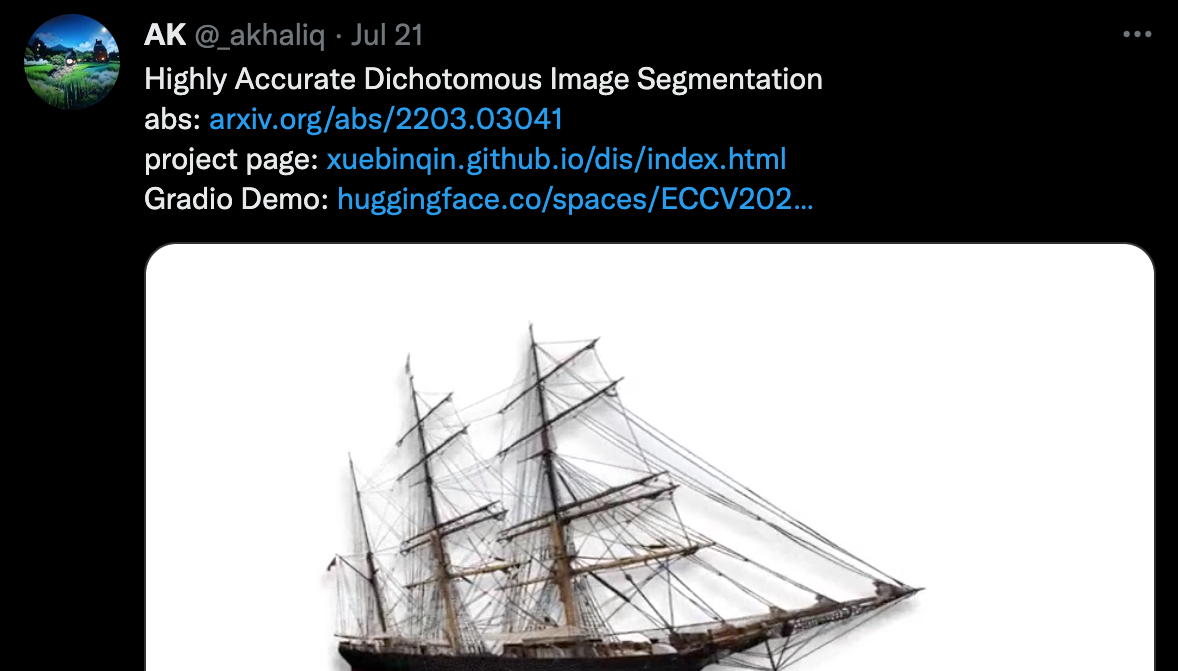 AK @_akhaliq · Jul 21
Highly Accurate Dichotomous Image Segmentation
abs: arxiv.org/abs/2203.03041
project page: xuebinqin.github.io/dis/index.html
Gradio Demo: huggingface.co/spaces/ECCV202…